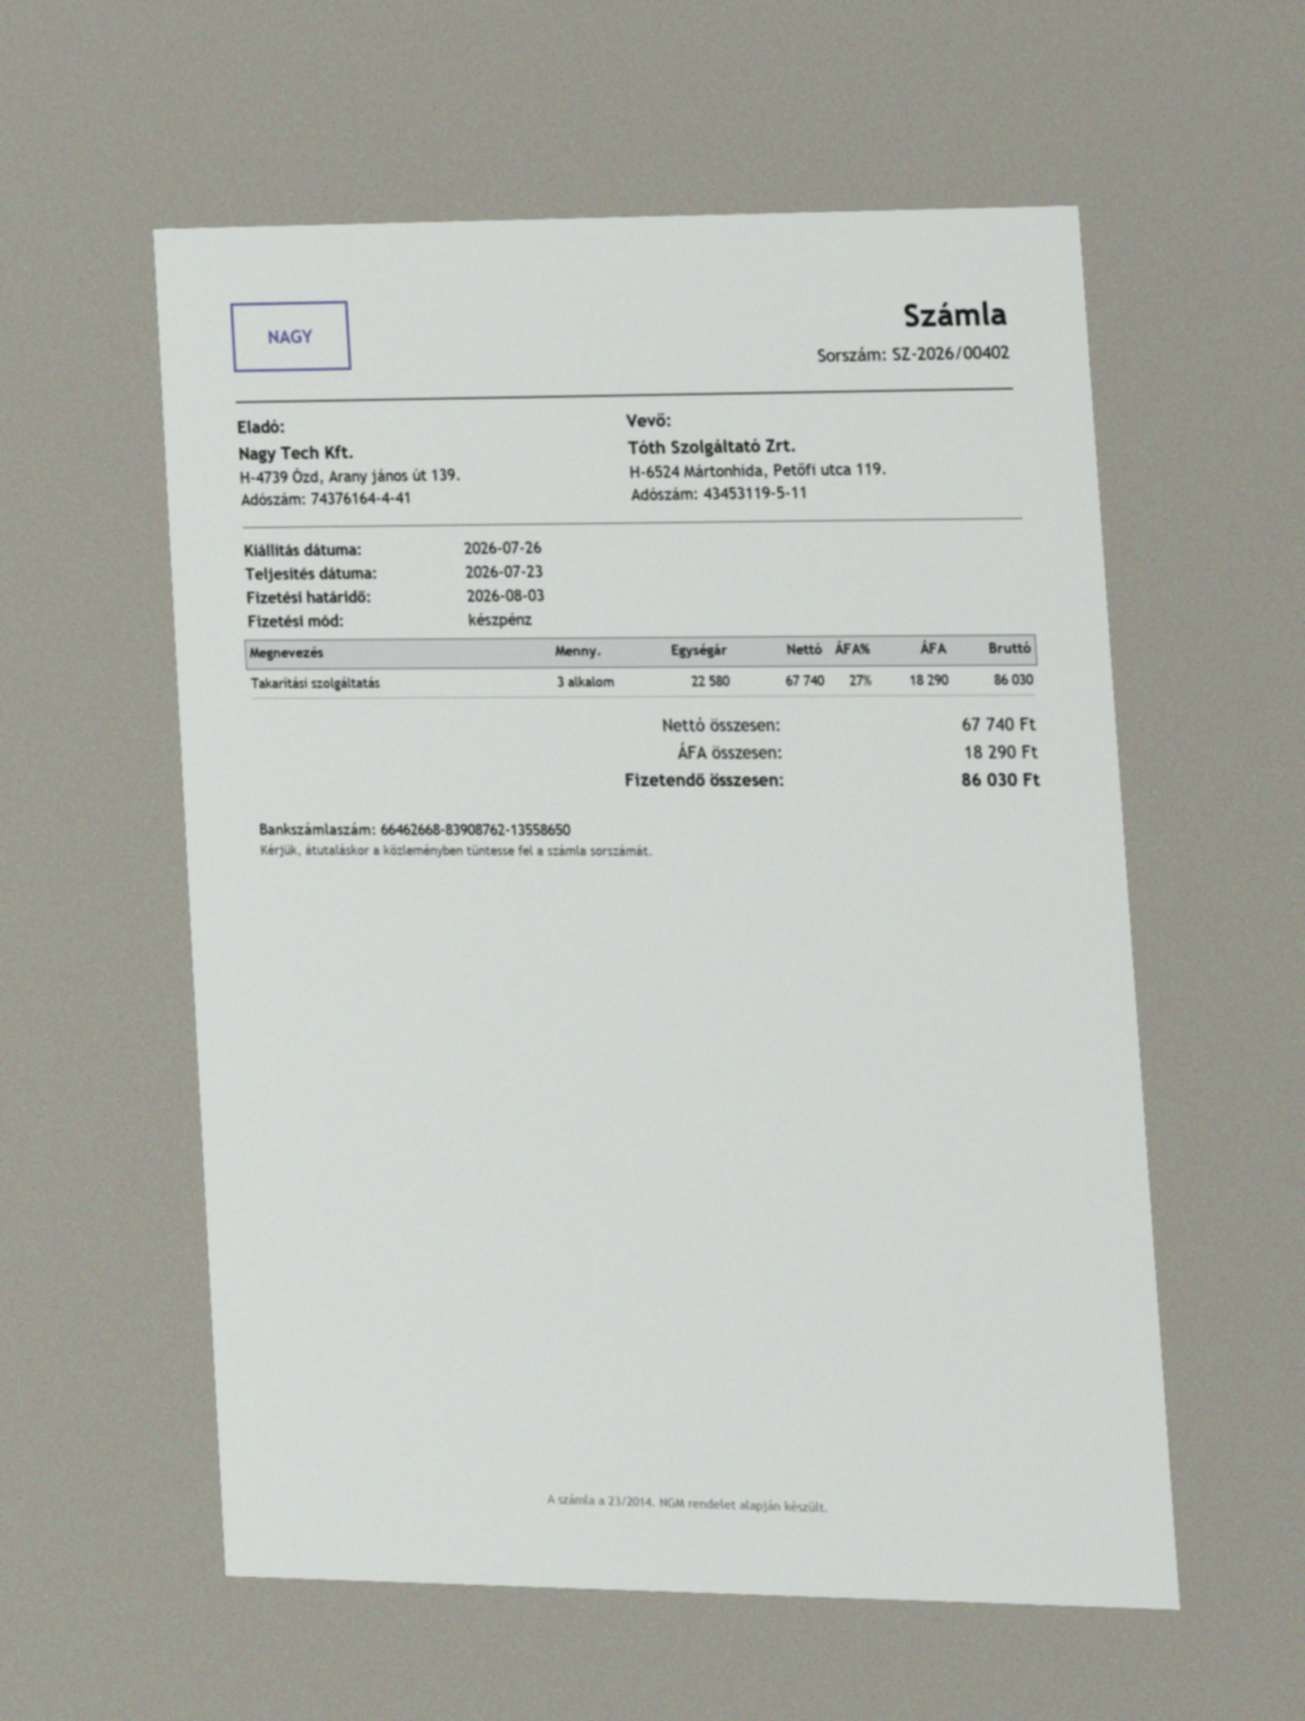 NAGY
Számla
Sorszám: SZ-2026/00402
Eladó:
Nagy Tech Kft.
H-4739 Ózd, Arany János út 139.
Adószám: 74376164-4-41
Vevő:
Tóth Szolgáltató Zrt.
H-6524 Mártonhida, Petőfi utca 119.
Adószám: 43453119-5-11
Kiállítás dátuma: 2026-07-26
Teljesítés dátuma: 2026-07-23
Fizetési határidő: 2026-08-03
Fizetési mód: készpénz
Megnevezés Menny. Egységár Nettó ÁFA% ÁFA Bruttó
Takarítási szolgáltatás 3 alkalom 22 580 67 740 27% 18 290 86 030
Nettó összesen: 67 740 Ft
ÁFA összesen: 18 290 Ft
Fizetendő összesen: 86 030 Ft
Bankszámlaszám: 66462668-83908762-13558650
Kérjük, átutaláskor a közleményben tüntesse fel a számla sorszámát.
A számla a 23/2014. NGM rendelet alapján készült.